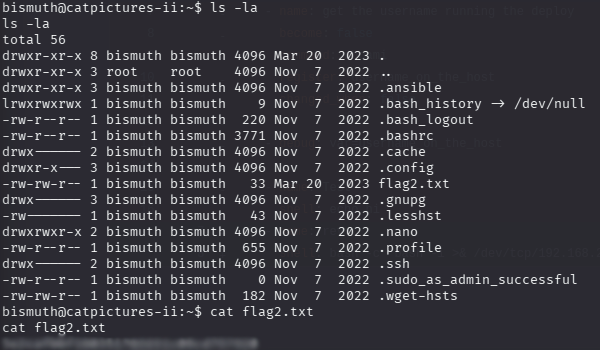 bismuth@catpictures-ii:~$ ls -la
ls -la
total 56
drwxr-xr-x 8 bismuth bismuth 4096 Mar 20  2023 .
drwxr-xr-x 3 root    root    4096 Nov  7  2022 ..
drwxr-xr-x 3 bismuth bismuth 4096 Nov  7  2022 .ansible
lrwxrwxrwx 1 bismuth bismuth    9 Nov  7  2022 .bash_history -> /dev/null
-rw-r--r-- 1 bismuth bismuth  220 Nov  7  2022 .bash_logout
-rw-r--r-- 1 bismuth bismuth 3771 Nov  7  2022 .bashrc
drwx------ 2 bismuth bismuth 4096 Nov  7  2022 .cache
drwxr-x--- 3 bismuth bismuth 4096 Nov  7  2022 .config
-rw-rw-r-- 1 bismuth bismuth   33 Mar 20  2023 flag2.txt
drwx------ 3 bismuth bismuth 4096 Nov  7  2022 .gnupg
-rw------- 1 bismuth bismuth   43 Nov  7  2022 .lesshst
drwxrwxr-x 2 bismuth bismuth 4096 Nov  7  2022 .nano
-rw-r--r-- 1 bismuth bismuth  655 Nov  7  2022 .profile
drwx------ 2 bismuth bismuth 4096 Nov  7  2022 .ssh
-rw-r--r-- 1 bismuth bismuth    0 Nov  7  2022 .sudo_as_admin_successful
-rw-rw-r-- 1 bismuth bismuth  182 Nov  7  2022 .wget-hsts
bismuth@catpictures-ii:~$ cat flag2.txt
cat flag2.txt